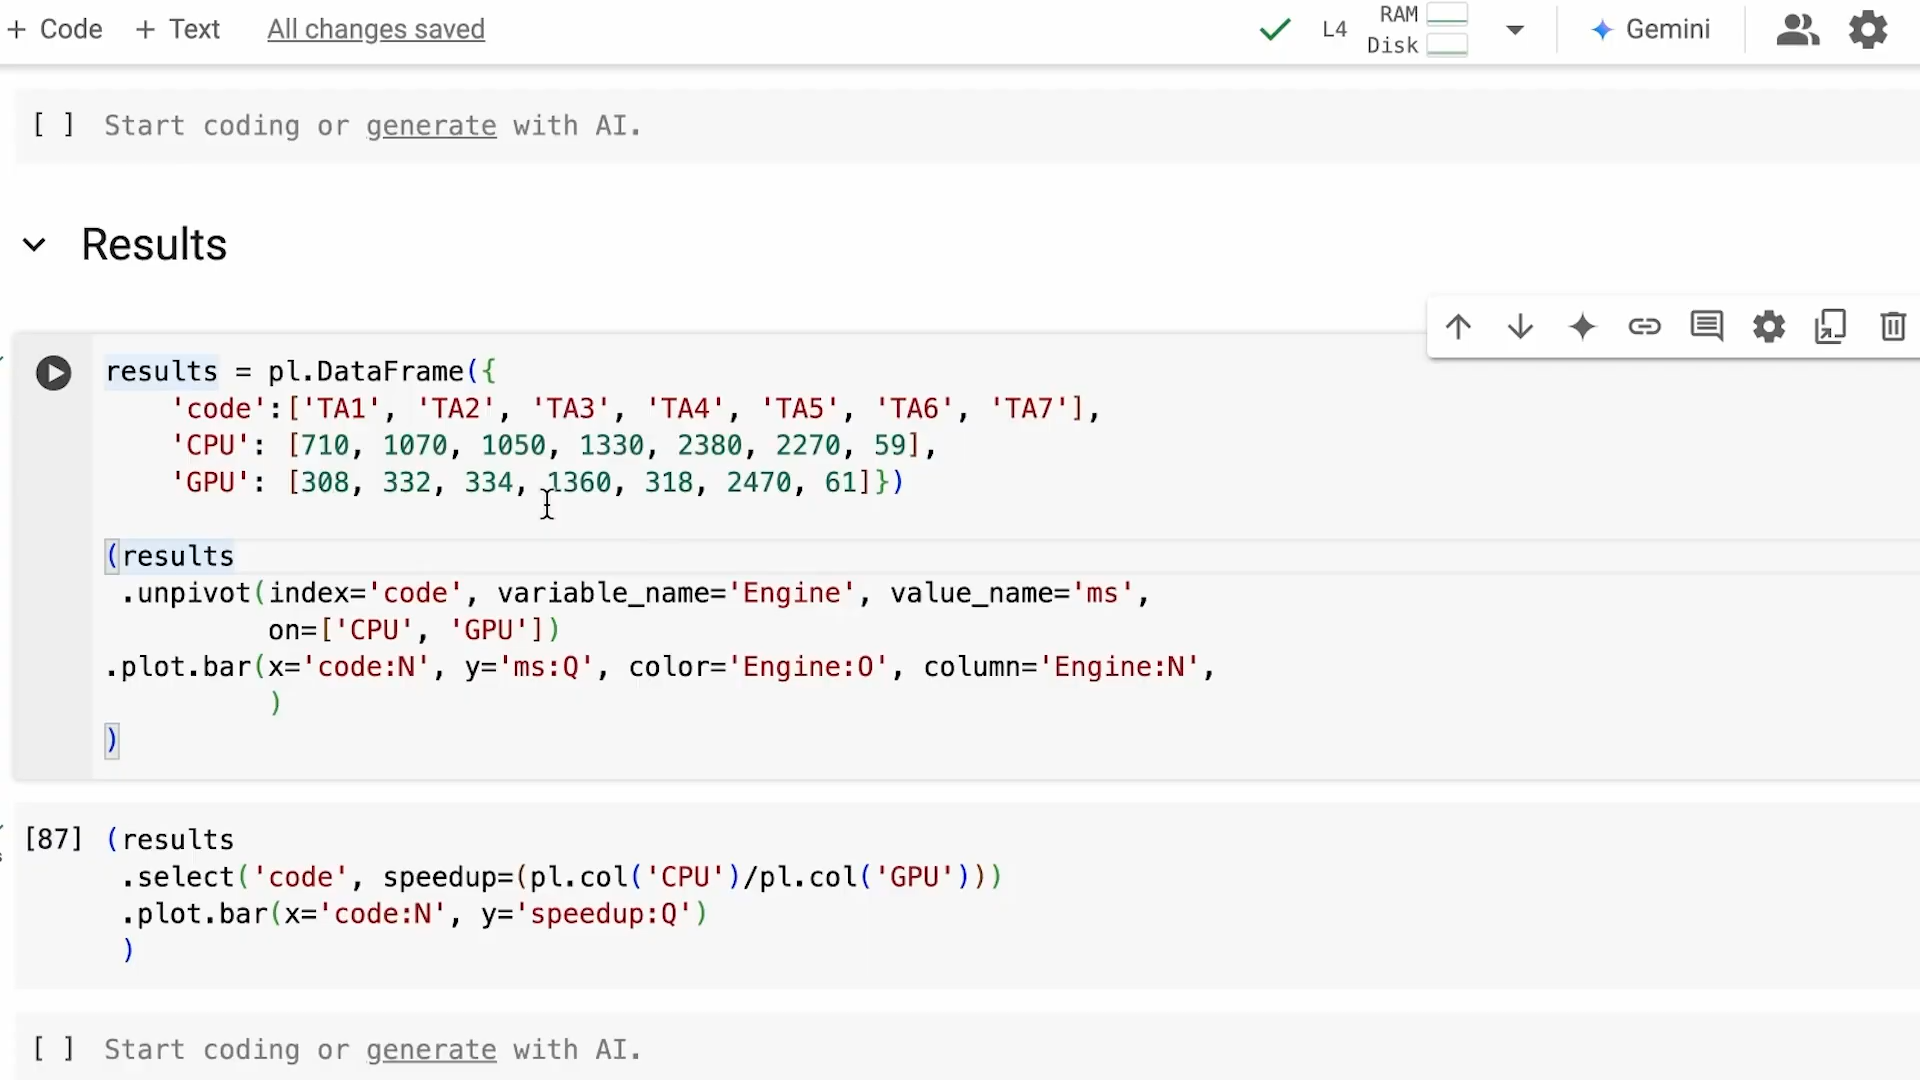 + Code + Text All changes saved L4 RAM Disk Gemini
[ ] Start coding or generate with AI.
Results
results = pl.DataFrame({
'code':['TA1', 'TA2', 'TA3', 'TA4', 'TA5', 'TA6', 'TA7'],
'CPU': [710, 1070, 1050, 1330, 2380, 2270, 59],
'GPU': [308, 332, 334, 1360, 318, 2470, 61]})
(results
.unpivot(index='code', variable_name='Engine', value_name='ms',
on=['CPU', 'GPU'])
.plot.bar(x='code:N', y='ms:Q', color='Engine:O', column='Engine:N',
)
)
[87] (results
.select('code', speedup=(pl.col('CPU')/pl.col('GPU')))
.plot.bar(x='code:N', y='speedup:Q')
)
[ ] Start coding or generate with AI.